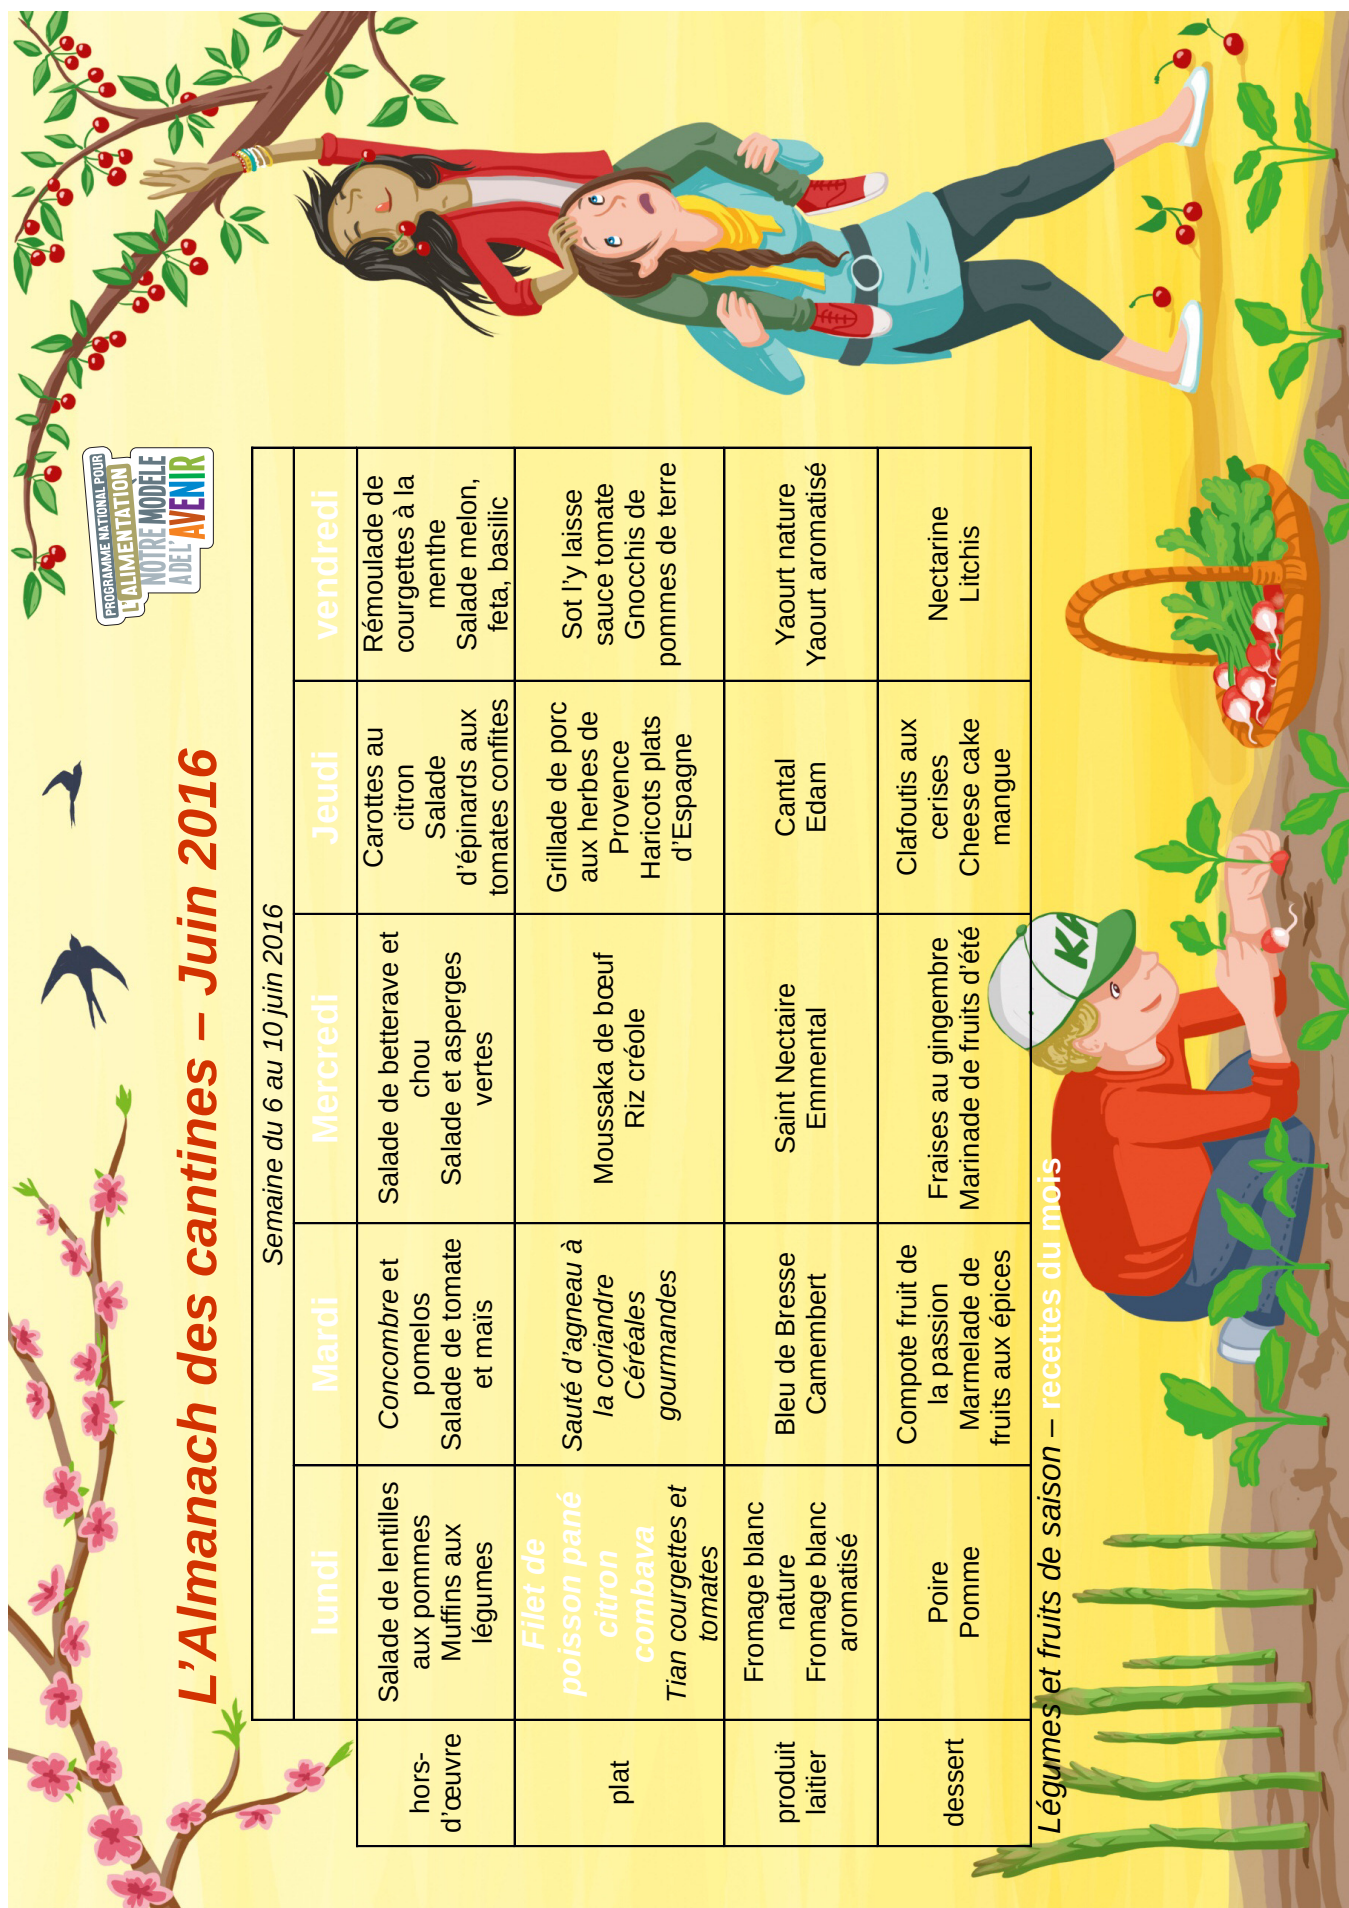 PROGRAMME NATIONAL POUR
L'ALIMENTATION
NOTRE MODÈLE
A DE L'AVENIR
L’Almanach des cantines – Juin 2016
Semaine du 6 au 10 juin 2016
lundi
Mardi
Mercredi
Jeudi
vendredi
hors-
d’œuvre
Salade de lentilles
aux pommes
Muffins aux
légumes
Concombre et
pomelos
Salade de tomate
et maïs
Salade de betterave et
chou
Salade et asperges
vertes
Carottes au
citron
Salade
d’épinards aux
tomates confites
Rémoulade de
courgettes à la
menthe
Salade melon,
feta, basilic
plat
Filet de
poisson pané
citron
combava
Tian courgettes et
tomates
Sauté d’agneau à
la coriandre
Céréales
gourmandes
Moussaka de bœuf
Riz créole
Grillade de porc
aux herbes de
Provence
Haricots plats
d’Espagne
Sot l’y laisse
sauce tomate
Gnocchis de
pommes de terre
produit
laitier
Fromage blanc
nature
Fromage blanc
aromatisé
Bleu de Bresse
Camembert
Saint Nectaire
Emmental
Cantal
Edam
Yaourt nature
Yaourt aromatisé
dessert
Poire
Pomme
Compote fruit de
la passion
Marmelade de
fruits aux épices
Fraises au gingembre
Marinade de fruits d’été
Clafoutis aux
cerises
Cheese cake
mangue
Nectarine
Litchis
Légumes et fruits de saison – recettes du mois